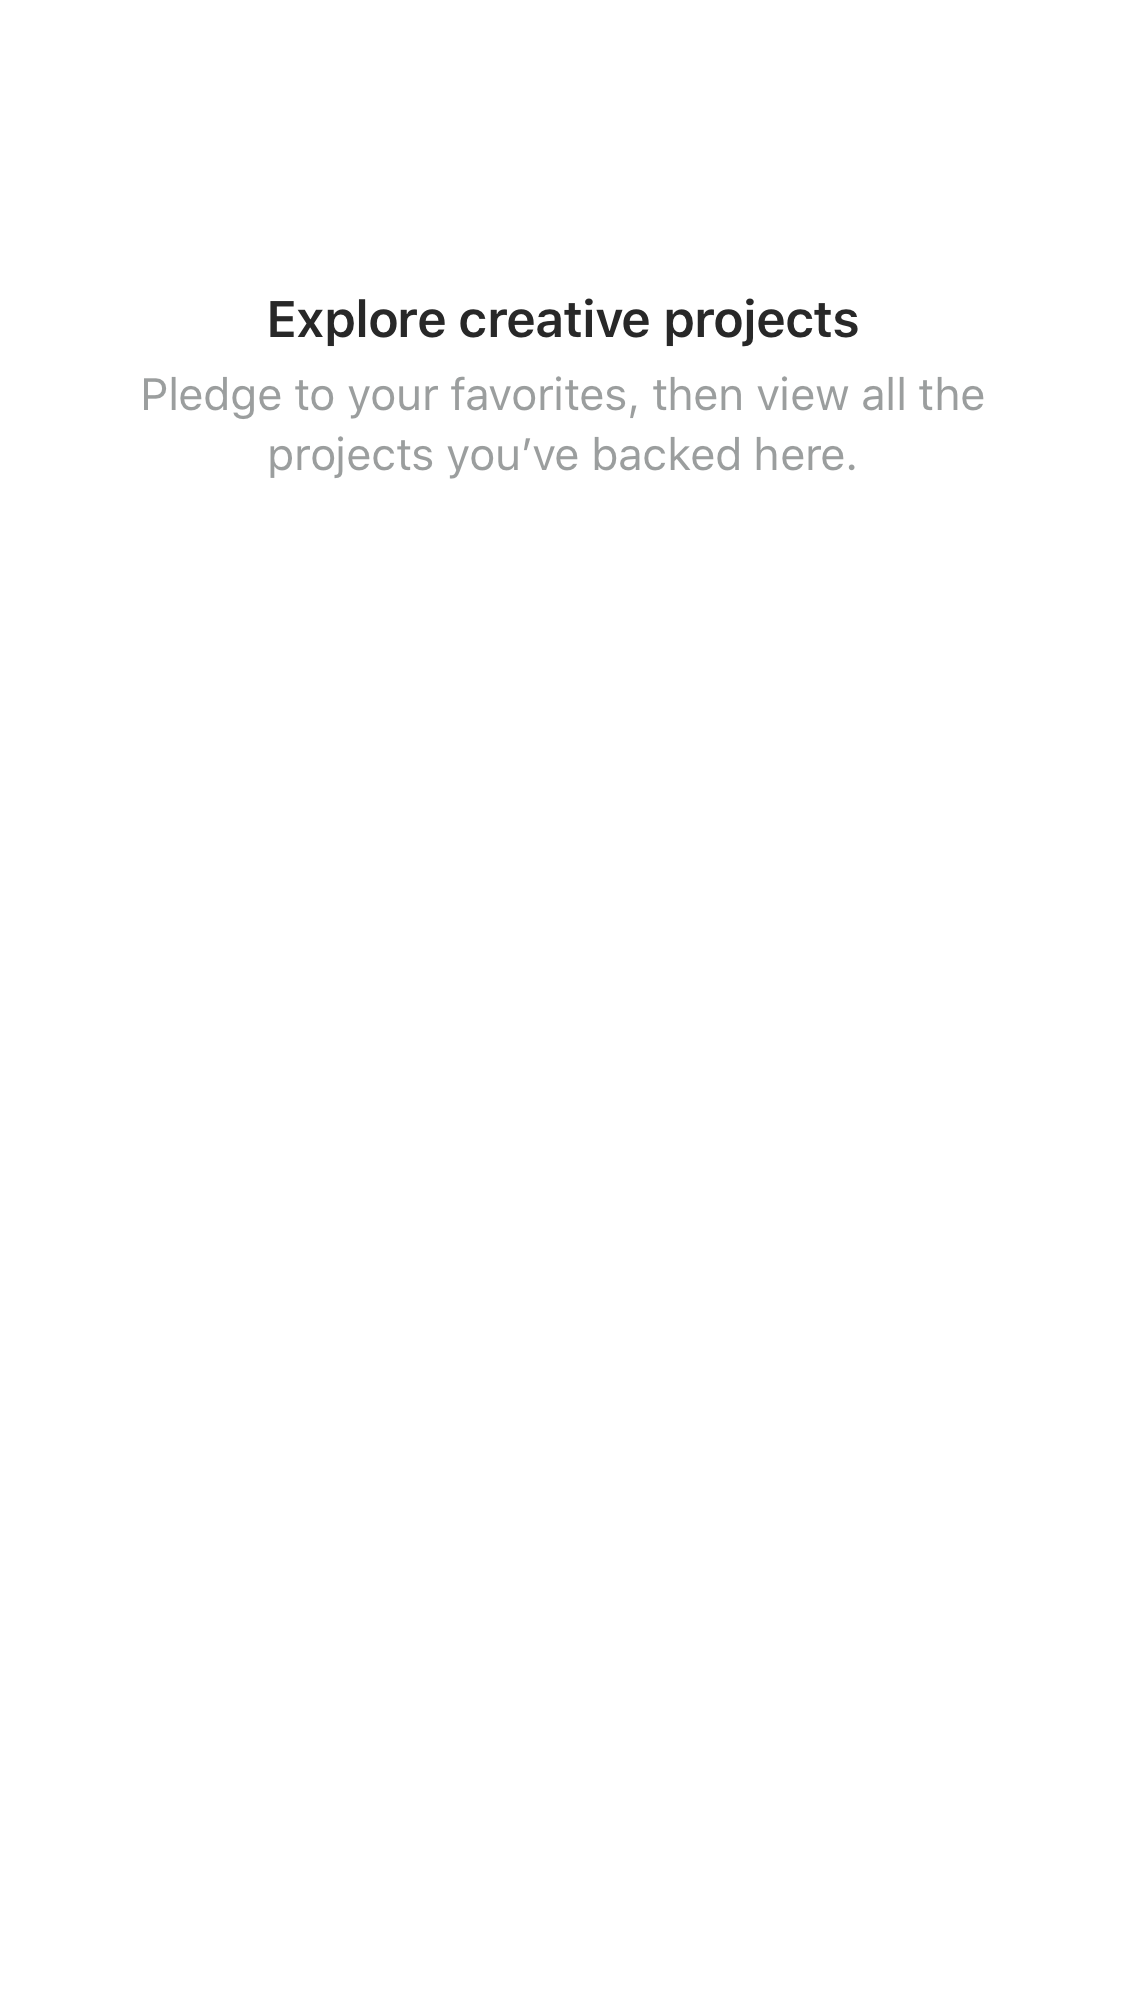 Explore creative projects
Pledge to your favorites, then view all the
projects you’ve backed here.